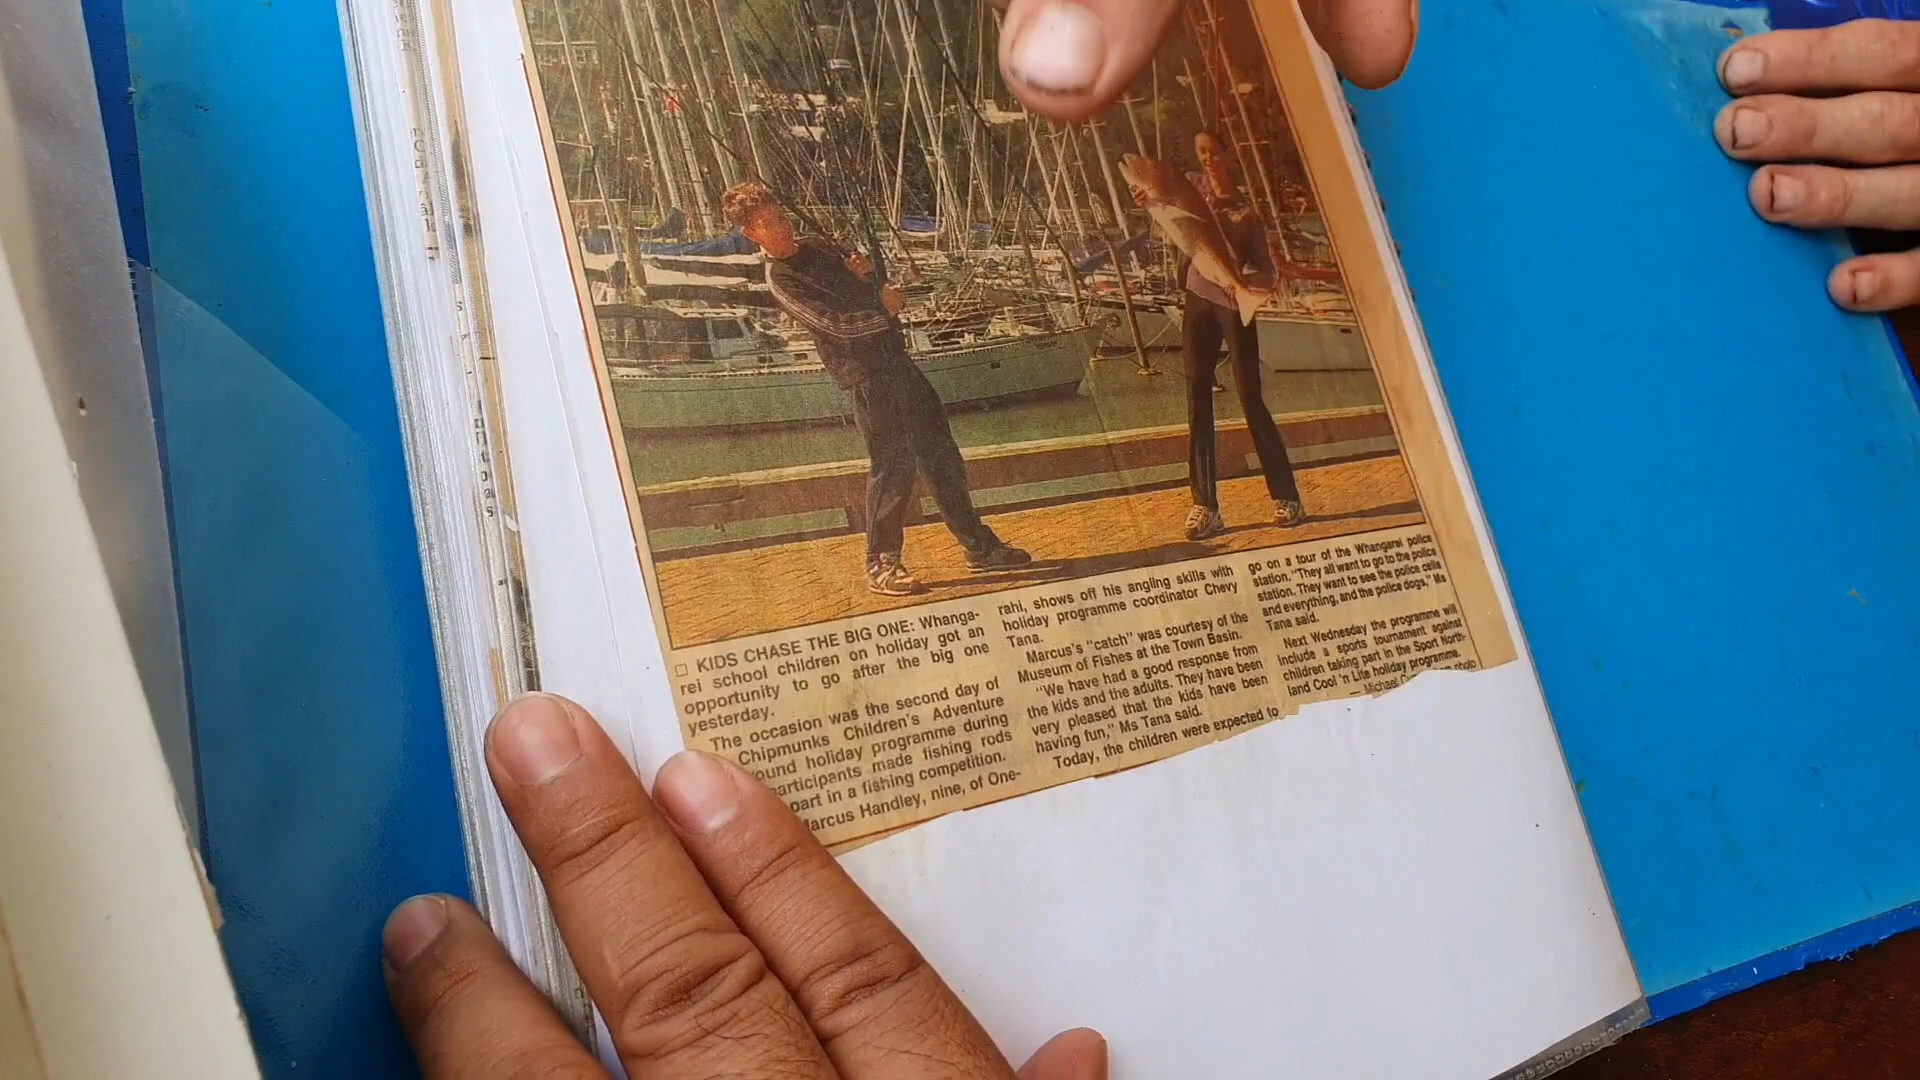 □ KIDS CHASE THE BIG ONE: Whanga-
rei school children on holiday got an
opportunity to go after the big one
yesterday.
The occasion was the second day of
Chipmunks Children's Adventure
ound holiday programme during
participants made fishing rods
part in a fishing competition.
Marcus Handley, nine, of One-
rahi, shows off his angling skills with
holiday programme coordinator Chevy
Tana.
Marcus's "catch" was courtesy of the
Museum of Fishes at the Town Basin.
"We have had a good response from
the kids and the adults. They have been
very pleased that the kids have been
having fun," Ms Tana said.
Today, the children were expected to
go on a tour of the Whangarei police
station. "They all want to go to the police
station. They want to see the police cells
and everything, and the police dogs," Ms
Tana said.
Next Wednesday the programme will
include a sports tournament against
children taking part in the Sport North-
land Cool 'n Lite holiday programme.
— Michael photo